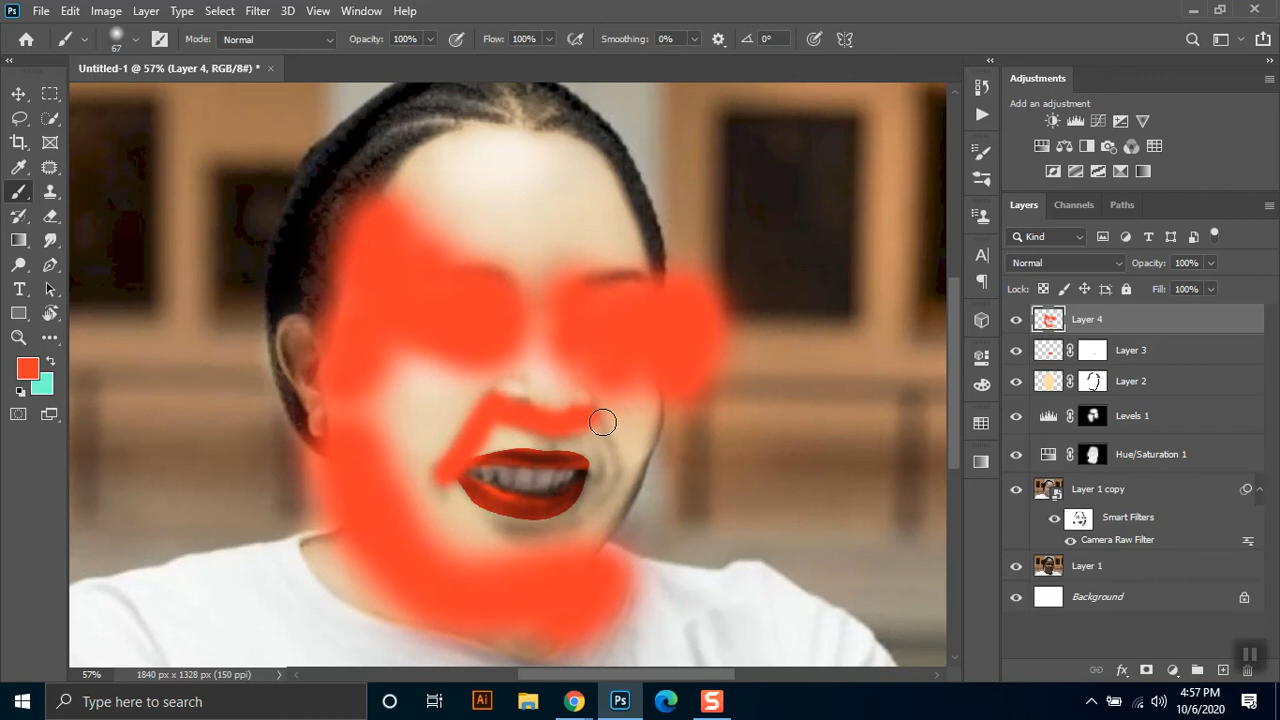 Ps File Edit Image Layer Type Select Filter 3D View Window Help
67 Mode: Normal Opacity: 100% Flow: 100% Smoothing: 0% 0°
Untitled-1 @ 57% (Layer 4, RGB/8#) * ×
Adjustments
Add an adjustment
Layers Channels Paths
Kind
Normal Opacity: 100%
Lock: Fill: 100%
Layer 4
Layer 3
Layer 2
Levels 1
Hue/Saturation 1
Layer 1 copy
Smart Filters
Camera Raw Filter
Layer 1
Background
57% 1840 px x 1328 px (150 ppi)
Type here to search
Ai Ps S
4:57 PM
10/6/2020